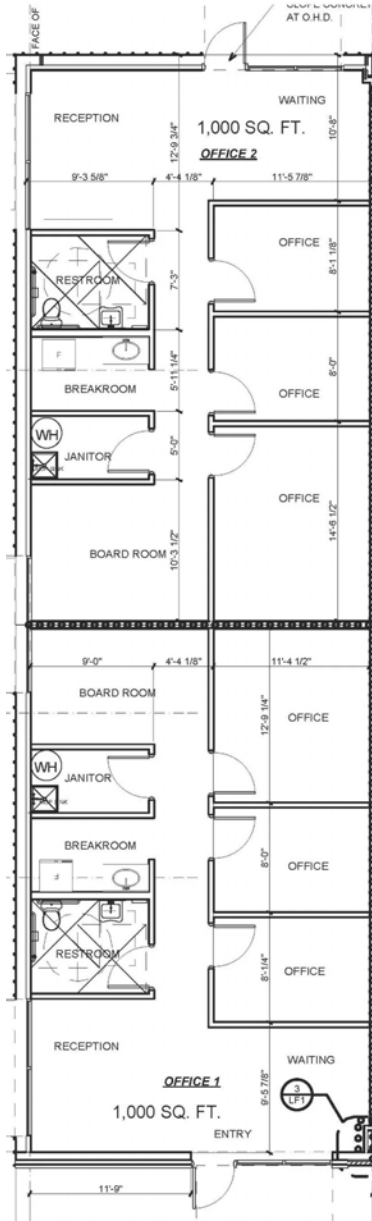 FACE OF
SLOPE CONCRET
AT O.H.D.
RECEPTION
WAITING
1,000 SQ. FT.
OFFICE 2
12'-9 3/4"
10'-8"
9'-3 5/8"
4'-4 1/8"
11'-5 7/8"
OFFICE
8'-1 1/8"
RESTROOM
7'-3"
F
BREAKROOM
5'-11 1/4"
OFFICE
8'-0"
WH
JANITOR
5'-0"
OFFICE
14'-6 1/2"
BOARD ROOM
10'-3 1/2"
9'-0"
4'-4 1/8"
11'-4 1/2"
BOARD ROOM
OFFICE
12'-9 1/4"
WH
JANITOR
BREAKROOM
F
OFFICE
8'-0"
RESTROOM
OFFICE
8'-1/4"
RECEPTION
WAITING
9'-5 7/8"
OFFICE 1
1,000 SQ. FT.
3
LF1
ENTRY
11'-9"